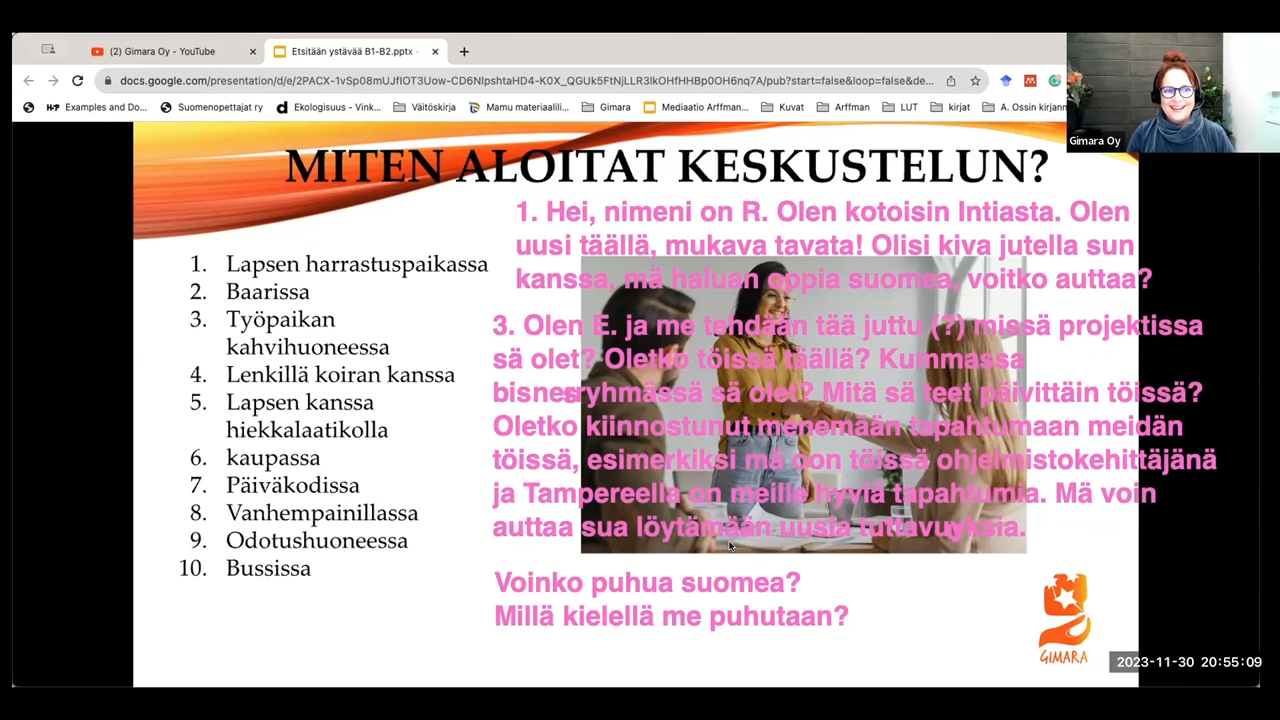 (2) Gimara Oy - YouTube
Etsitään ystävää B1-B2.pptx -
docs.google.com/presentation/d/e/2PACX-1vSp08mUJflOT3Uow-CD6NlpshtaHD4-K0X_QGUk5FtNjLLR3lkOHfHHBp0OH6nq7A/pub?start=false&loop=false&de...
Examples and Do...
Suomenopettajat ry
Ekologisuus - Vink...
Väitöskirja
Mamu materiaalil...
Gimara
Mediaatio Arffman...
Kuvat
Arffman
LUT
kirjat
A. Ossin kirjann
Gimara Oy
MITEN ALOITAT KESKUSTELUN?
1. Lapsen harrastuspaikassa
2. Baarissa
3. Työpaikan
kahvihuoneessa
4. Lenkillä koiran kanssa
5. Lapsen kanssa
hiekkalaatikolla
6. kaupassa
7. Päiväkodissa
8. Vanhempainillassa
9. Odotushuoneessa
10. Bussissa
1. Hei, nimeni on R. Olen kotoisin Intiasta. Olen
uusi täällä, mukava tavata! Olisi kiva jutella sun
kanssa, mä haluan oppia suomea, voitko auttaa?
3. Olen E. ja me tehdään tää juttu (?) missä projektissa
sä olet? Oletko töissä täällä? Kummassa
bisnesryhmässä sä olet? Mitä sä teet päivittäin töissä?
Oletko kiinnostunut menemään tapahtumaan meidän
töissä, esimerkiksi mä oon töissä ohjelmistokehittäjänä
ja Tampereella on meille hyviä tapahtumia. Mä voin
auttaa sua löytämään uusia tuttavuyksia.
Voinko puhua suomea?
Millä kielellä me puhutaan?
GIMARA
2023-11-30 20:55:09